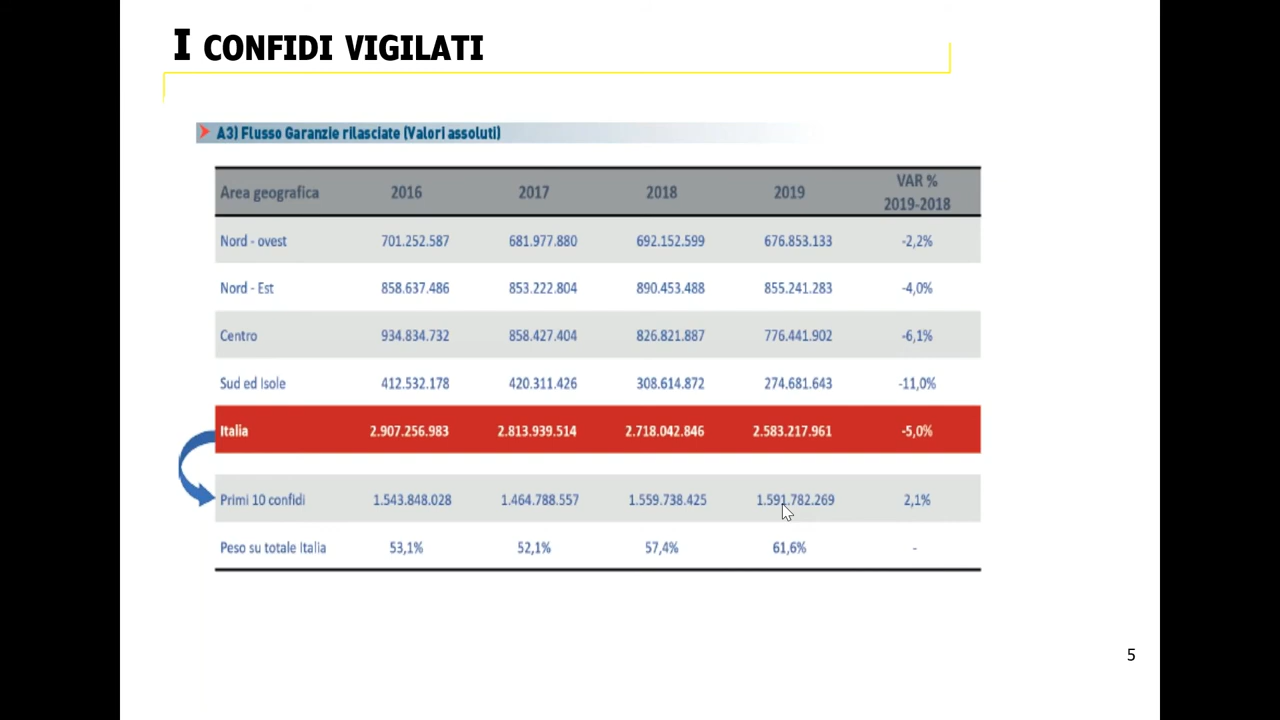 I CONFIDI VIGILATI
A3) Flusso Garanzie rilasciate (Valori assoluti)
Area geografica 2016 2017 2018 2019 VAR % 2019-2018
Nord - ovest 701.252.587 681.977.880 692.152.599 676.853.133 -2,2%
Nord - Est 858.637.486 853.222.804 890.453.488 855.241.283 -4,0%
Centro 934.834.732 858.427.404 826.821.887 776.441.902 -6,1%
Sud ed Isole 412.532.178 420.311.426 308.614.872 274.681.643 -11,0%
Italia 2.907.256.983 2.813.939.514 2.718.042.846 2.583.217.961 -5,0%
Primi 10 confidi 1.543.848.028 1.464.788.557 1.559.738.425 1.591.782.269 2,1%
Peso su totale Italia 53,1% 52,1% 57,4% 61,6% -
5